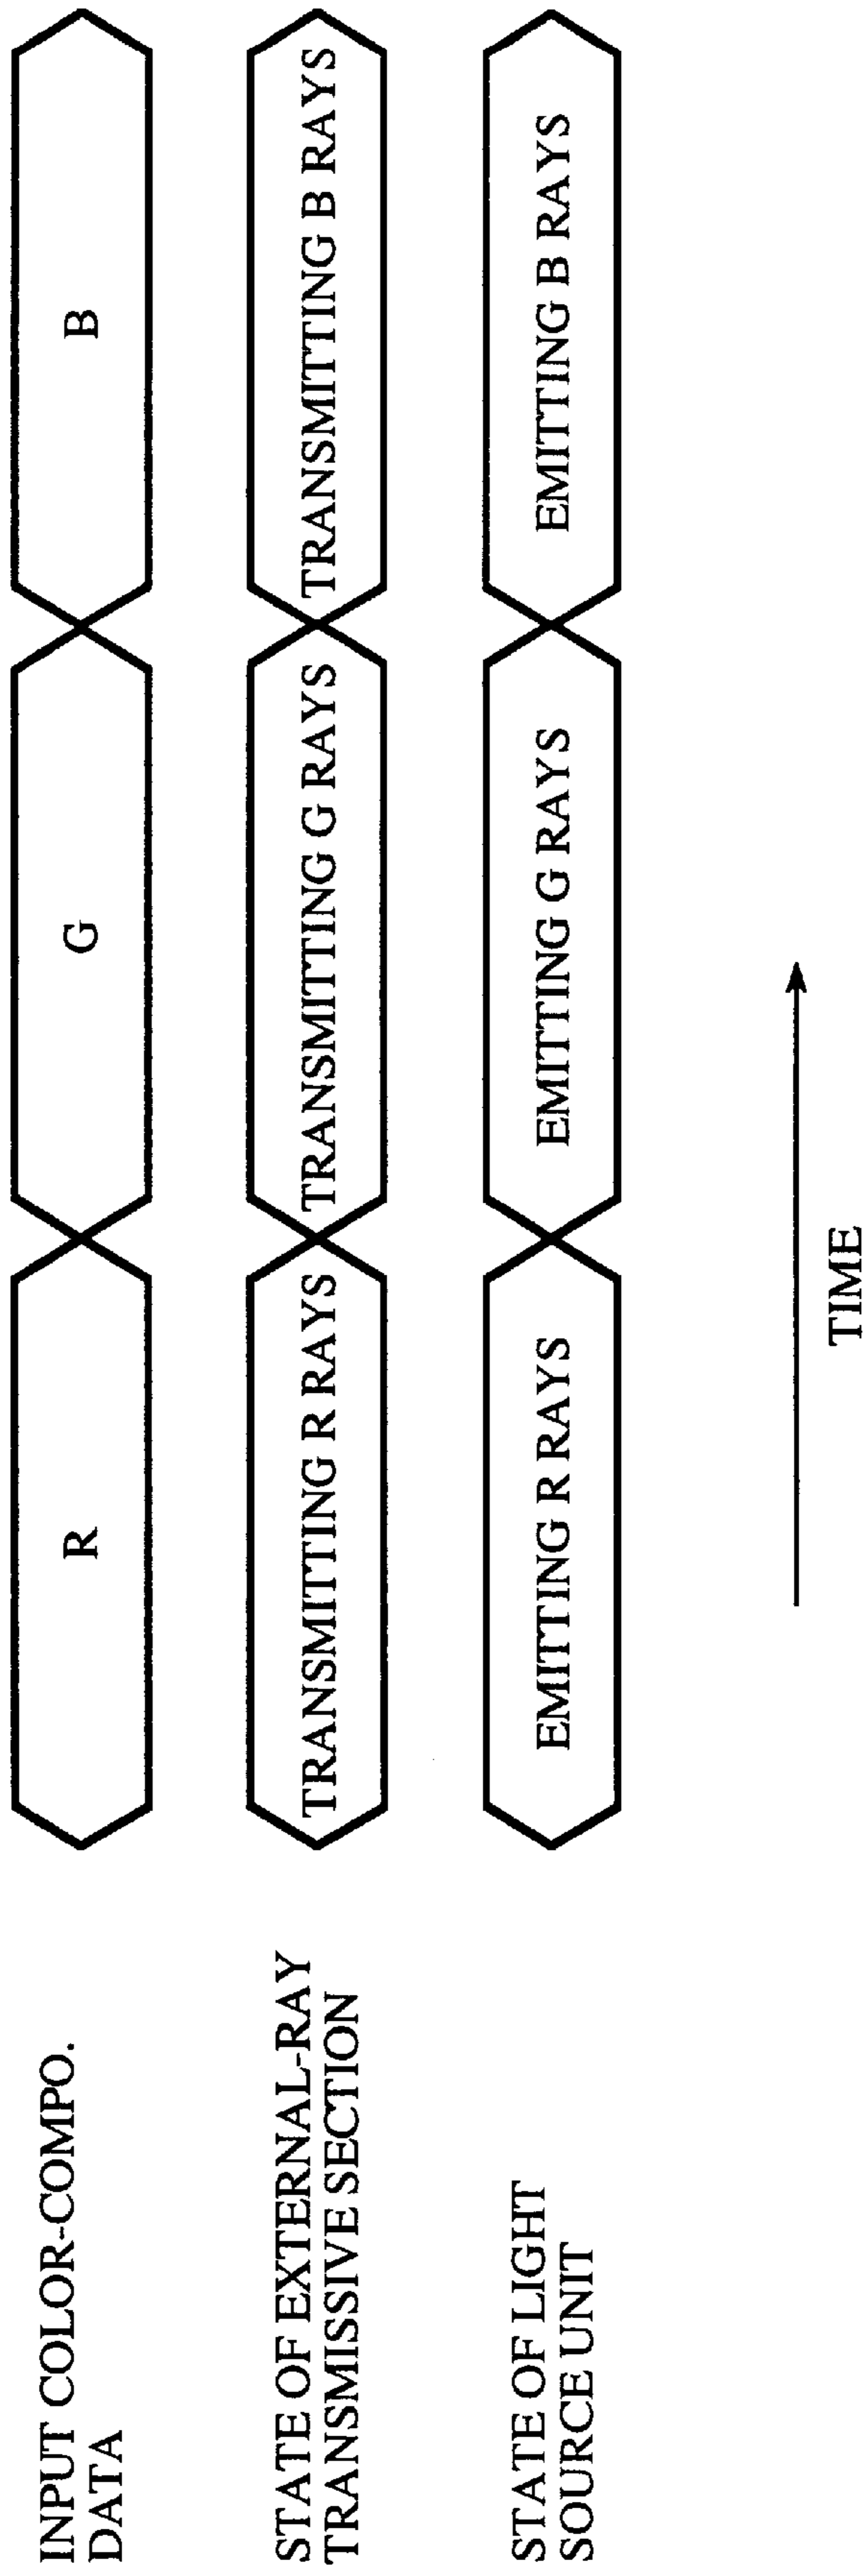 INPUT COLOR-COMPO.
DATA
R
G
B
STATE OF EXTERNAL-RAY
TRANSMISSIVE SECTION
TRANSMITTING R RAYS
TRANSMITTING G RAYS
TRANSMITTING B RAYS
STATE OF LIGHT
SOURCE UNIT
EMITTING R RAYS
EMITTING G RAYS
EMITTING B RAYS
TIME